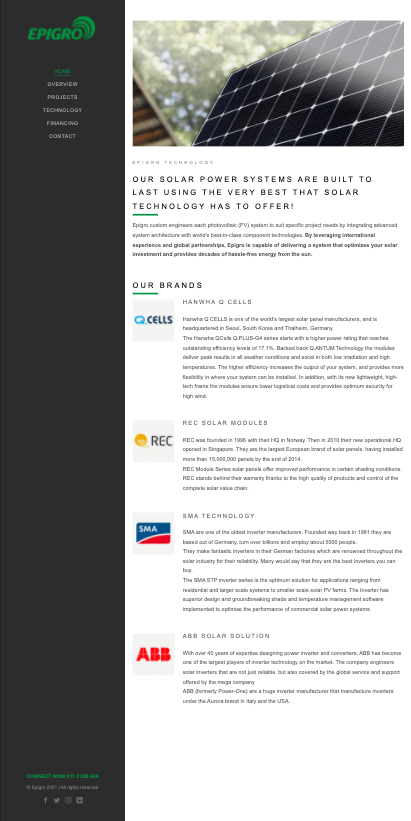 EPIGRO
HOME
OVERVIEW
PROJECTS
TECHNOLOGY
FINANCING
CONTACT
EPIGRO TECHNOLOGY
OUR SOLAR POWER SYSTEMS ARE BUILT TO
LAST USING THE VERY BEST THAT SOLAR
TECHNOLOGY HAS TO OFFER!
Epigro custom engineers each photovoltaic (PV) system to suit specific project needs by integrating advanced
system architecture with world's best-in-class component technologies. By leveraging international
experience and global partnerships, Epigro is capable of delivering a system that optimizes your solar
investment and provides decades of hassle-free energy from the sun.
OUR BRANDS
HANWHA Q CELLS
Q.CELLS
Hanwha Q CELLS is one of the world's largest solar panel manufacturers, and is
headquartered in Seoul, South Korea and Thalheim, Germany.
The Hanwha QCells Q.PLUS-G4 series starts with a higher power rating that reaches
outstanding efficiency levels of 17.1%. Backed back Q.ANTUM Technology the modules
deliver peak results in all weather conditions and excel in both low irradiation and high
temperatures. The higher efficiency increases the output of your system, and provides more
flexibility in where your system can be installed. In addition, with its new lightweight, high-
tech frame the modules ensure lower logistical costs and provides optimum security for
high wind.
REC SOLAR MODULES
REC
REC was founded in 1996 with their HQ in Norway. Then in 2010 their new operational HQ
opened in Singapore. They are the largest European brand of solar panels, having installed
more than 15,000,000 panels by the end of 2014.
REC Module Series solar panels offer improved performance in certain shading conditions.
REC stands behind their warranty thanks to the high quality of products and control of the
complete solar value chain.
SMA TECHNOLOGY
SMA
SMA are one of the oldest inverter manufacturers. Founded way back in 1981 they are
based out of Germany, turn over billions and employ about 5000 people.
They make fantastic inverters in their German factories which are renowned throughout the
solar industry for their reliability. Many would say that they are the best inverters you can
buy.
The SMA STP inverter series is the optimum solution for applications ranging from
residential and larger scale systems to smaller scale solar PV farms. The Inverter has
superior design and groundbreaking shade and temperature management software
implemented to optimise the performance of commercial solar power systems.
ABB SOLAR SOLUTION
ABB
With over 40 years of expertise designing power inverter and converters, ABB has become
one of the largest players of inverter technology on the market. The company engineers
solar inverters that are not just reliable, but also covered by the global service and support
offered by the mega company
ABB (formerly Power-One) are a huge inverter manufacturer that manufacture inverters
under the Aurora brand in Italy and the USA.
CONNECT NOW 011
© Epigro 2021 | All rights reserved